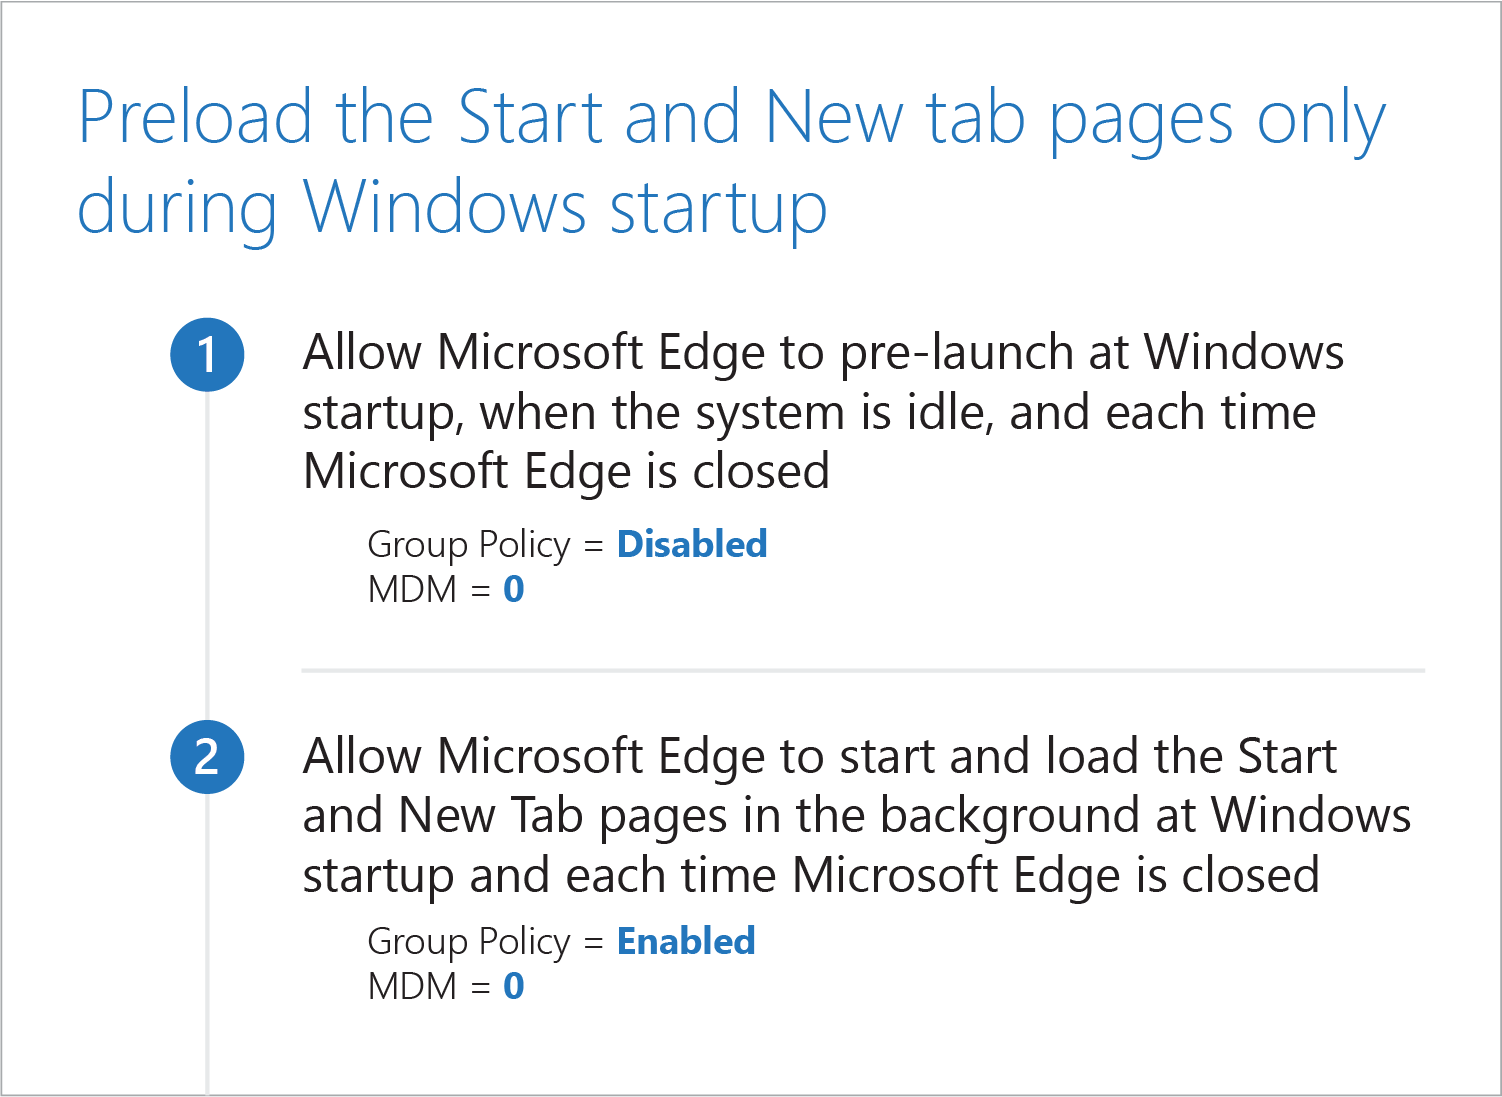 Preload the Start and New tab pages only
during Windows startup
1
Allow Microsoft Edge to pre-launch at Windows
startup, when the system is idle, and each time
Microsoft Edge is closed
Group Policy = Disabled
MDM = 0
2
Allow Microsoft Edge to start and load the Start
and New Tab pages in the background at Windows
startup and each time Microsoft Edge is closed
Group Policy = Enabled
MDM = 0